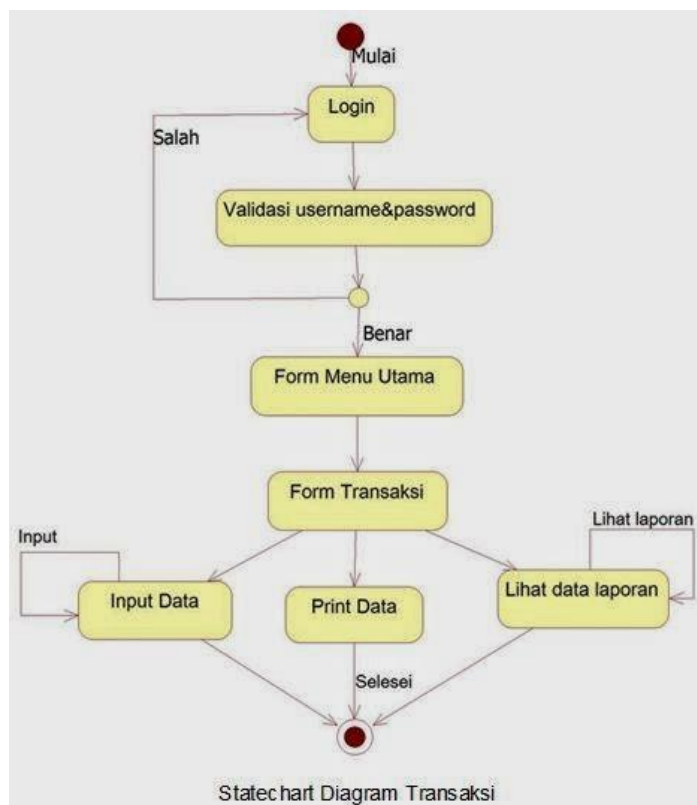 Mulai
Login
Salah
Validasi username&password
Benar
Form Menu Utama
Form Transaksi
Lihat laporan
Input
Input Data
Print Data
Lihat data laporan
Selesei
Statechart Diagram Transaksi